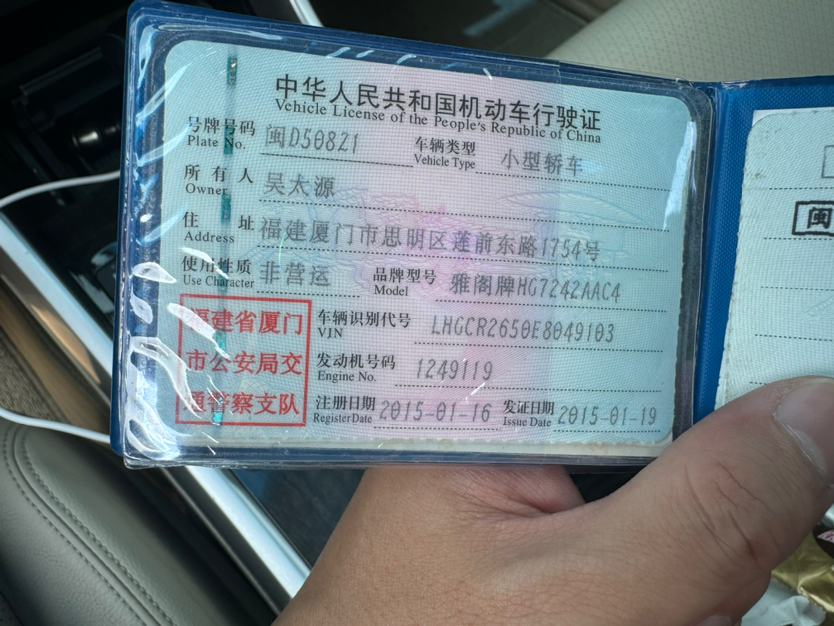 中华人民共和国机动车行驶证
Vehicle License of the People's Republic of China
号牌号码 闽D508Z1 车辆类型 小型轿车
Plate No. Vehicle Type
所有人 吴太源
Owner
住址 福建厦门市思明区莲前东路1754号
Address
使用性质 非营运 品牌型号 雅阁牌HG7242AAC4
Use Character Model
福建省厦门
市公安局交
通警察支队
车辆识别代号 LHGCR2650E8049103
VIN
发动机号码 1249119
Engine No.
注册日期 2015-01-16 发证日期 2015-01-19
Register Date Issue Date
闽